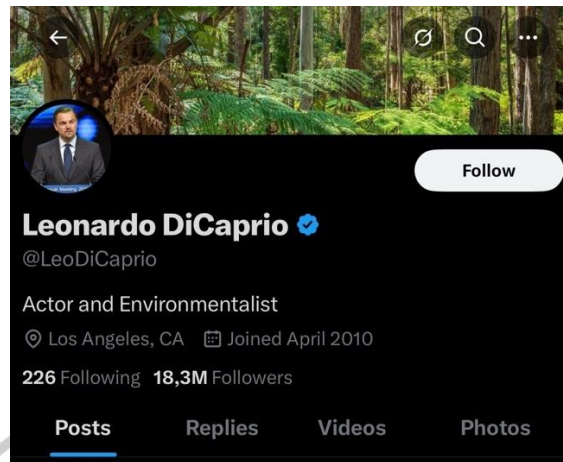 Leonardo DiCaprio
@LeoDiCaprio
Follow
Actor and Environmentalist
Los Angeles, CA Joined April 2010
226 Following 18,3M Followers
Posts Replies Videos Photos